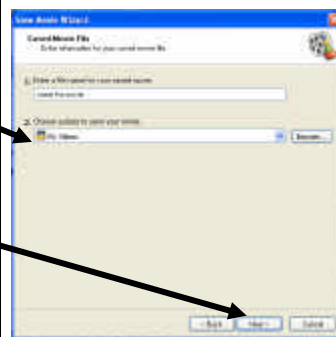 Save Movie Wizard
Saved Movie File
Enter information for your saved movie file.
1. Enter a file name for your saved movie.
2. Choose a place to save your movie.
My Videos
Browse...
< Back
Next >
Cancel